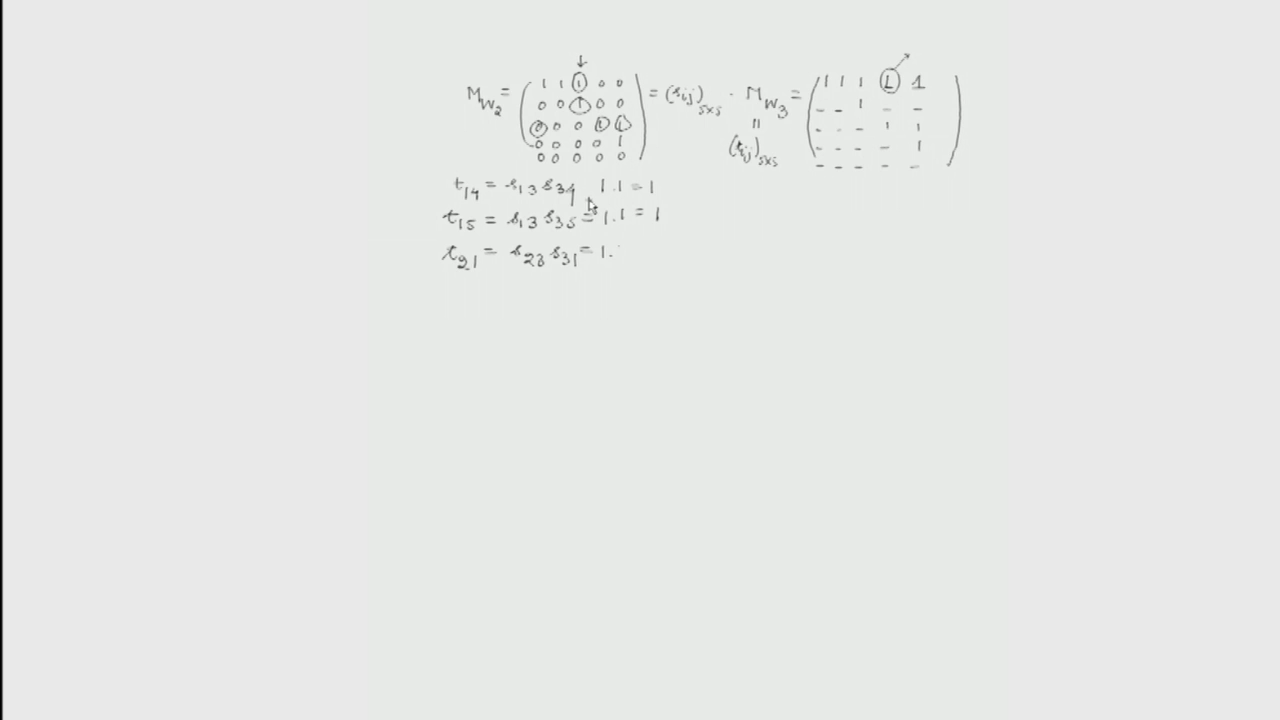 M_{W_2} = ( 1 1 1 0 0 ) = (s_{ij})_{5×5} . M_{W_3} = ( 1 1 1 1 1 )
0 0 1 0 0 - - 1 - -
0 0 0 1 1 " - - - 1 1
0 0 0 0 1 (t_{ij})_{5×5} - - - - 1
0 0 0 0 0 - - - - -
t_{14} = s_{13} s_{34} 1.1 = 1
t_{15} = s_{13} s_{35} = 1.1 = 1
t_{21} = s_{23} s_{31} = 1.